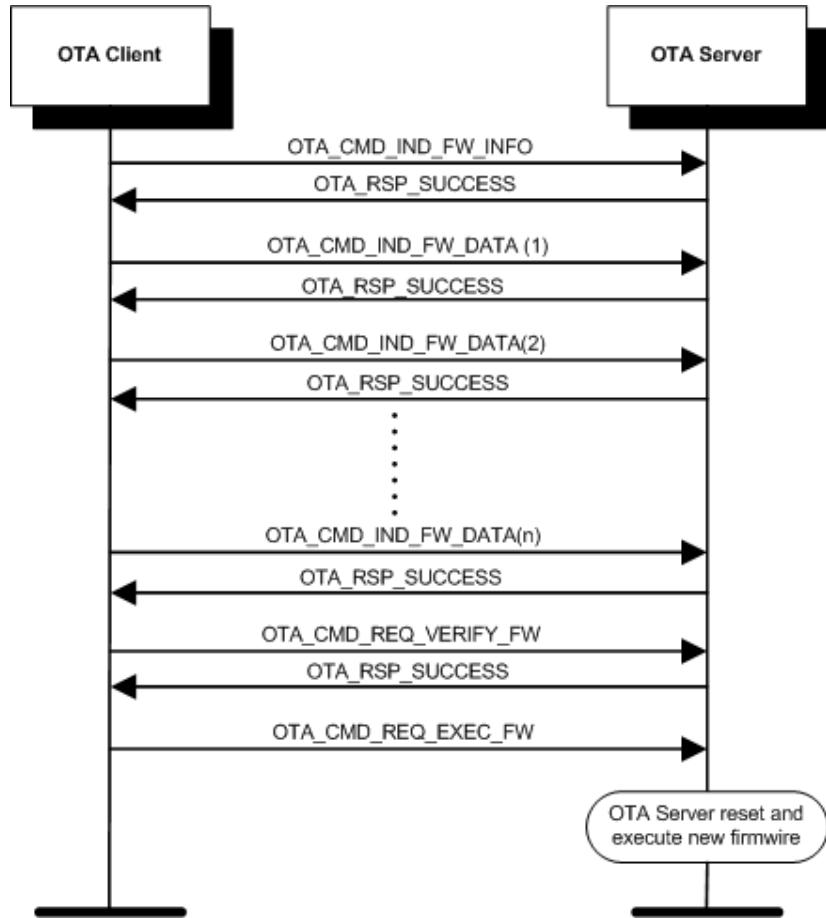 OTA Client
OTA Server
OTA_CMD_IND_FW_INFO
OTA_RSP_SUCCESS
OTA_CMD_IND_FW_DATA (1)
OTA_RSP_SUCCESS
OTA_CMD_IND_FW_DATA(2)
OTA_RSP_SUCCESS
OTA_CMD_IND_FW_DATA(n)
OTA_RSP_SUCCESS
OTA_CMD_REQ_VERIFY_FW
OTA_RSP_SUCCESS
OTA_CMD_REQ_EXEC_FW
OTA Server reset and
execute new firmwire